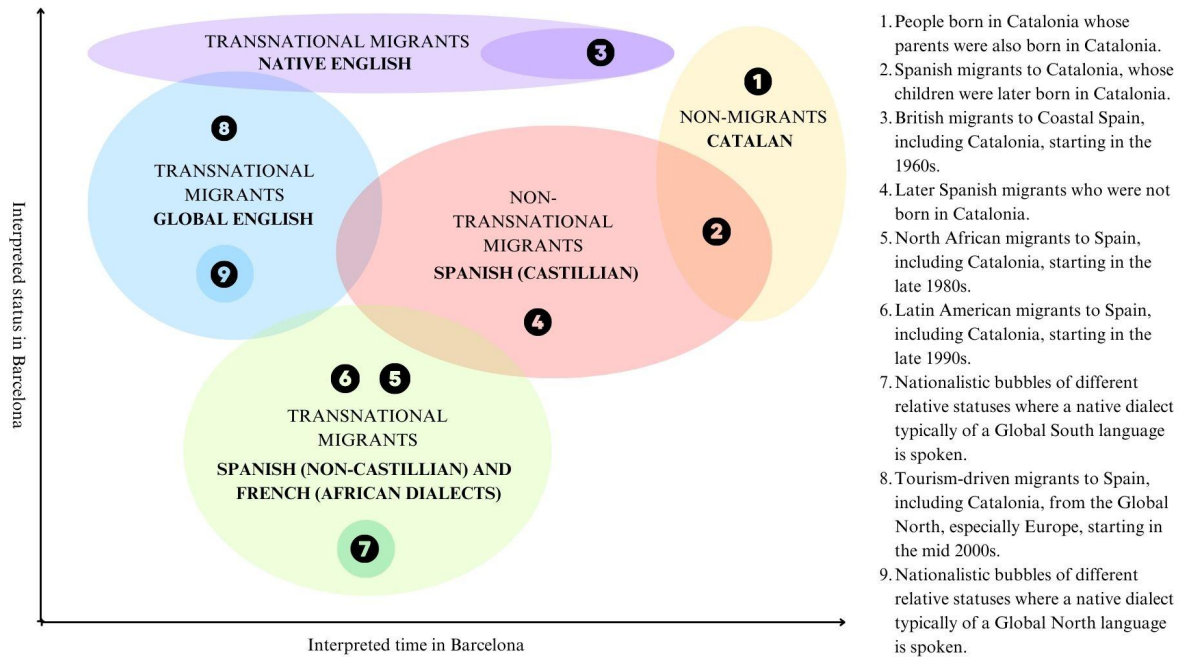 Interpreted status in Barcelona
TRANSNATIONAL MIGRANTS
NATIVE ENGLISH
3
1
NON-MIGRANTS
CATALAN
8
TRANSNATIONAL
MIGRANTS
GLOBAL ENGLISH
9
NON-
TRANSNATIONAL
MIGRANTS
SPANISH (CASTILLIAN)
2
4
6
5
TRANSNATIONAL
MIGRANTS
SPANISH (NON-CASTILLIAN) AND
FRENCH (AFRICAN DIALECTS)
7
Interpreted time in Barcelona
1. People born in Catalonia whose
parents were also born in Catalonia.
2. Spanish migrants to Catalonia, whose
children were later born in Catalonia.
3. British migrants to Coastal Spain,
including Catalonia, starting in the
1960s.
4. Later Spanish migrants who were not
born in Catalonia.
5. North African migrants to Spain,
including Catalonia, starting in the
late 1980s.
6. Latin American migrants to Spain,
including Catalonia, starting in the
late 1990s.
7. Nationalistic bubbles of different
relative statuses where a native dialect
typically of a Global South language
is spoken.
8. Tourism-driven migrants to Spain,
including Catalonia, from the Global
North, especially Europe, starting in
the mid 2000s.
9. Nationalistic bubbles of different
relative statuses where a native dialect
typically of a Global North language
is spoken.